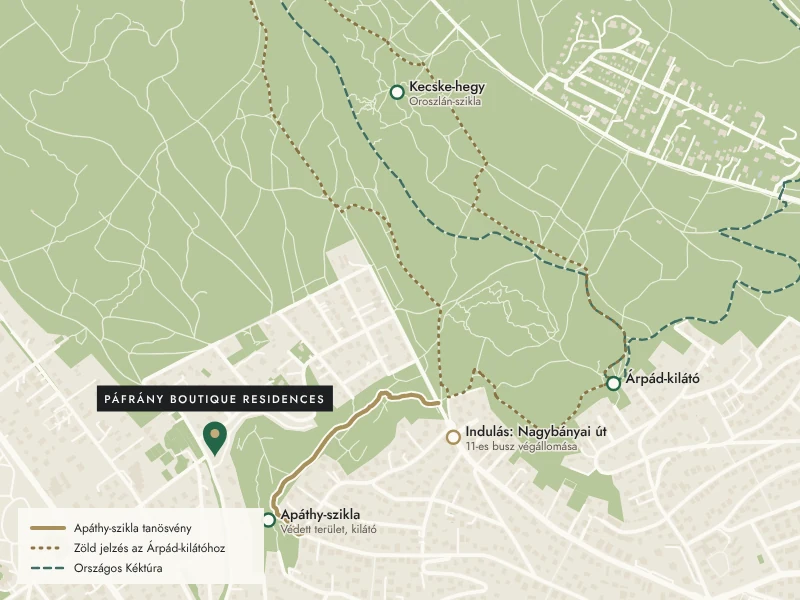 Kecske-hegy
Oroszlán-szikla
Árpád-kilátó
PÁFRÁNY BOUTIQUE RESIDENCES
Indulás: Nagybányai út
11-es busz végállomása
Apáthy-szikla
Védett terület, kilátó
Apáthy-szikla tanösvény
Zöld jelzés az Árpád-kilátóhoz
Országos Kéktúra